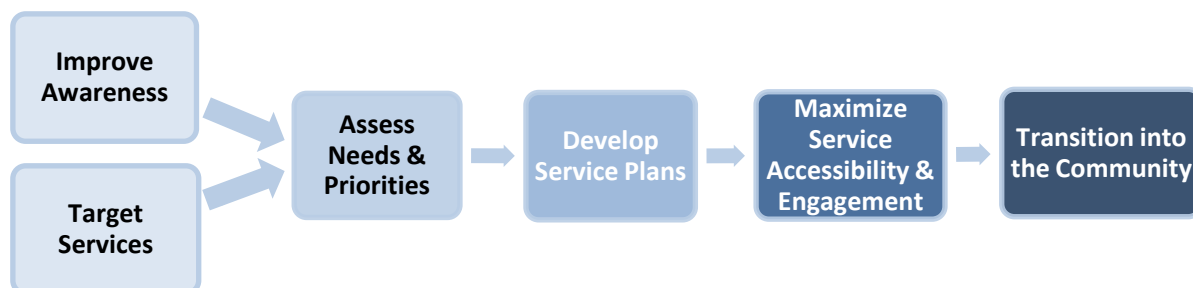 Improve
Awareness
Target
Services
Assess
Needs &
Priorities
Develop
Service Plans
Maximize
Service
Accessibility &
Engagement
Transition into
the Community